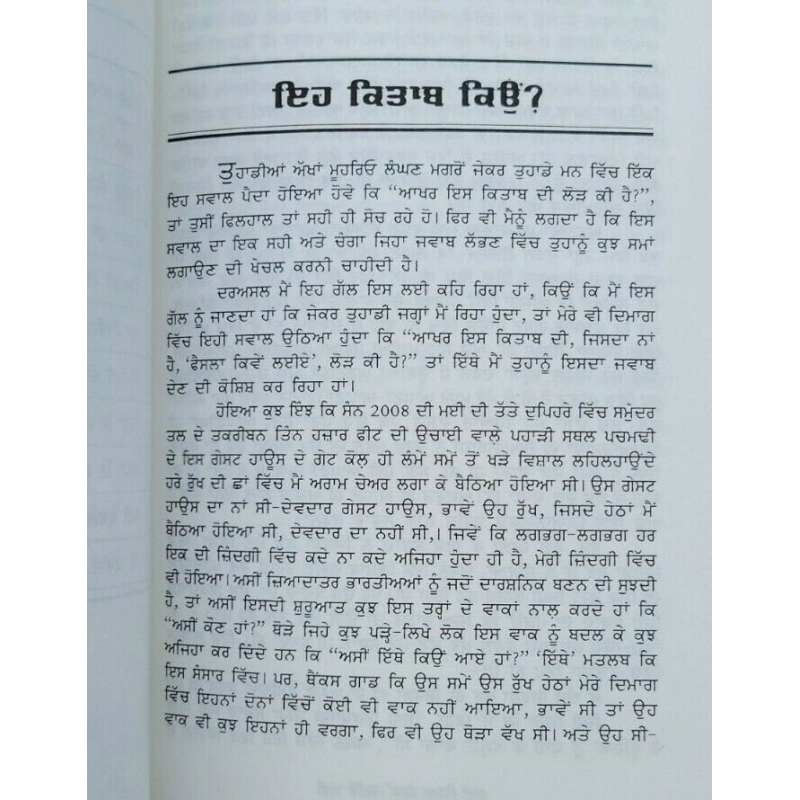 ਇਹ ਕਿਤਾਬ ਕਿਉਂ?
ਤੁਹਾਡੀਆਂ ਅੱਖਾਂ ਮੂਹਰਿਓ ਲੰਘਣ ਮਗਰੋਂ ਜੇਕਰ ਤੁਹਾਡੇ ਮਨ ਵਿੱਚ ਇੱਕ
ਇਹ ਸਵਾਲ ਪੈਦਾ ਹੋਇਆ ਹੋਵੇ ਕਿ “ਆਖਰ ਇਸ ਕਿਤਾਬ ਦੀ ਲੋੜ ਕੀ ਹੈ?”,
ਤਾਂ ਤੁਸੀਂ ਫਿਲਹਾਲ ਤਾਂ ਸਹੀ ਹੀ ਸੋਚ ਰਹੇ ਹੋ। ਫਿਰ ਵੀ ਮੈਨੂੰ ਲਗਦਾ ਹੈ ਕਿ ਇਸ
ਸਵਾਲ ਦਾ ਇਕ ਸਹੀ ਅਤੇ ਚੰਗਾ ਜਿਹਾ ਜਵਾਬ ਲੱਭਣ ਵਿੱਚ ਤੁਹਾਨੂੰ ਕੁਝ ਸਮਾਂ
ਲਗਾਉਣ ਦੀ ਖੇਚਲ ਕਰਨੀ ਚਾਹੀਦੀ ਹੈ।
ਦਰਅਸਲ ਮੈਂ ਇਹ ਗੱਲ ਇਸ ਲਈ ਕਹਿ ਰਿਹਾ ਹਾਂ, ਕਿਉਂ ਕਿ ਮੈਂ ਇਸ
ਗੱਲ ਨੂੰ ਜਾਣਦਾ ਹਾਂ ਕਿ ਜੇਕਰ ਤੁਹਾਡੀ ਜਗ੍ਹਾਂ ਮੈਂ ਰਿਹਾ ਹੁੰਦਾ, ਤਾਂ ਮੇਰੇ ਵੀ ਦਿਮਾਗ
ਵਿੱਚ ਇਹੀ ਸਵਾਲ ਉਠਿਆ ਹੁੰਦਾ ਕਿ “ਆਖਰ ਇਸ ਕਿਤਾਬ ਦੀ, ਜਿਸਦਾ ਨਾਂ
ਹੈ, ‘ਫੈਸਲਾ ਕਿਵੇਂ ਲਈਏ’, ਲੋੜ ਕੀ ਹੈ?” ਤਾਂ ਇੱਥੇ ਮੈਂ ਤੁਹਾਨੂੰ ਇਸਦਾ ਜਵਾਬ
ਦੇਣ ਦੀ ਕੋਸ਼ਿਸ਼ ਕਰ ਰਿਹਾ ਹਾਂ।
ਹੋਇਆ ਕੁਝ ਇੰਝ ਕਿ ਸੰਨ 2008 ਦੀ ਮਈ ਦੀ ਤੱਤੇ ਦੁਪਿਹਰੇ ਵਿੱਚ ਸਮੁੰਦਰ
ਤਲ ਦੇ ਤਕਰੀਬਨ ਤਿੰਨ ਹਜ਼ਾਰ ਫੀਟ ਦੀ ਉਚਾਈ ਵਾਲੇ ਪਹਾੜੀ ਸਥਲ ਪਚਮਢੀ
ਦੇ ਇਸ ਗੇਸਟ ਹਾਊਸ ਦੇ ਗੇਟ ਕੋਲ ਹੀ ਲੰਮੇਂ ਸਮੇਂ ਤੋਂ ਖੜੇ ਵਿਸ਼ਾਲ ਲਹਿਲਹਾਉਂਦੇ
ਹਰੇ ਰੁੱਖ ਦੀ ਛਾਂ ਵਿੱਚ ਮੈਂ ਅਰਾਮ ਚੇਅਰ ਲਗਾ ਕੇ ਬੈਠਿਆ ਹੋਇਆ ਸੀ। ਉਸ ਗੇਸਟ
ਹਾਊਸ ਦਾ ਨਾਂ ਸੀ-ਦੇਵਦਾਰ ਗੇਸਟ ਹਾਊਸ, ਭਾਵੇਂ ਉਹ ਰੁੱਖ, ਜਿਸਦੇ ਹੇਠਾਂ ਮੈਂ
ਬੈਠਿਆ ਹੋਇਆ ਸੀ, ਦੇਵਦਾਰ ਦਾ ਨਹੀਂ ਸੀ,। ਜਿਵੇਂ ਕਿ ਲਗਭਗ-ਲਗਭਗ ਹਰ
ਇਕ ਦੀ ਜ਼ਿੰਦਗੀ ਵਿੱਚ ਕਦੇ ਨਾ ਕਦੇ ਅਜਿਹਾ ਹੁੰਦਾ ਹੀ ਹੈ, ਮੇਰੀ ਜ਼ਿੰਦਗੀ ਵਿੱਚ
ਵੀ ਹੋਇਆ। ਅਸੀਂ ਜ਼ਿਆਦਾਤਰ ਭਾਰਤੀਅਆਂ ਨੂੰ ਜਦੋਂ ਦਾਰਸ਼ਨਿਕ ਬਣਨ ਦੀ ਸੁਝਦੀ
ਹੈ, ਤਾਂ ਅਸੀਂ ਇਸਦੀ ਸ਼ੁਰੂਆਤ ਕੁਝ ਇਸ ਤਰ੍ਹਾਂ ਦੇ ਵਾਕਾਂ ਨਾਲ ਕਰਦੇ ਹਾਂ ਕਿ
“ਅਸੀਂ ਕੌਣ ਹਾਂ?” ਥੋੜੇ ਜਿਹੇ ਕੁਝ ਪੜ੍ਹੇ-ਲਿਖੇ ਲੋਕ ਇਸ ਵਾਕ ਨੂੰ ਬਦਲ ਕੇ ਕੁਝ
ਅਜਿਹਾ ਕਰ ਦਿੰਦੇ ਹਨ ਕਿ “ਅਸੀਂ ਇੱਥੇ ਕਿਉਂ ਆਏ ਹਾਂ?” ‘ਇੱਥੇ’ ਮਤਲਬ ਕਿ
ਇਸ ਸੰਸਾਰ ਵਿੱਚ। ਪਰ, ਥੈਂਕਸ ਗਾਡ ਕਿ ਉਸ ਸਮੇਂ ਉਸ ਰੁੱਖ ਹੇਠਾਂ ਮੇਰੇ ਦਿਮਾਗ
ਵਿੱਚ ਇਹਨਾਂ ਦੋਨਾਂ ਵਿੱਚੋਂ ਕੋਈ ਵੀ ਵਾਕ ਨਹੀਂ ਆਇਆ, ਭਾਵੇਂ ਸੀ ਤਾਂ ਉਹ
ਵਾਕ ਵੀ ਕੁਝ ਇਹਨਾਂ ਹੀ ਵਰਗਾ, ਫਿਰ ਵੀ ਉਹ ਥੋੜਾ ਵੱਖ ਸੀ। ਅਤੇ ਉਹ ਸੀ-